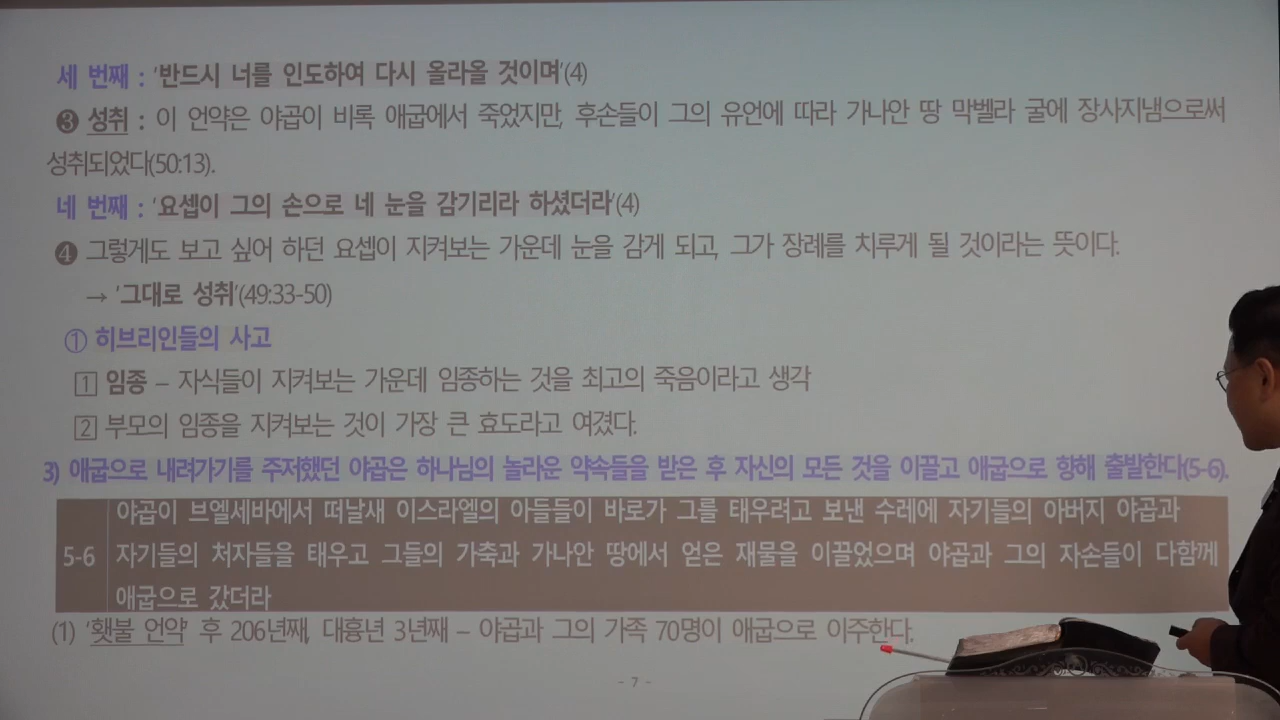 세 번째 : '반드시 너를 인도하여 다시 올라올 것이며'(4)
❸ 성취 : 이 언약은 야곱이 비록 애굽에서 죽었지만, 후손들이 그의 유언에 따라 가나안 땅 막벨라 굴에 장사지냄으로써
성취되었다(50:13).
네 번째 : '요셉이 그의 손으로 네 눈을 감기리라 하셨더라'(4)
❹ 그렇게도 보고 싶어 하던 요셉이 지켜보는 가운데 눈을 감게 되고, 그가 장례를 치루게 될 것이라는 뜻이다.
→ '그대로 성취'(49:33-50)
① 히브리인들의 사고
1 임종 – 자식들이 지켜보는 가운데 임종하는 것을 최고의 죽음이라고 생각
2 부모의 임종을 지켜보는 것이 가장 큰 효도라고 여겼다.
3) 애굽으로 내려가기를 주저했던 야곱은 하나님의 놀라운 약속들을 받은 후 자신의 모든 것을 이끌고 애굽으로 향해 출발한다(5-6).
야곱이 브엘세바에서 떠날새 이스라엘의 아들들이 바로가 그를 태우려고 보낸 수레에 자기들의 아버지 야곱과
5-6 자기들의 처자들을 태우고 그들의 가축과 가나안 땅에서 얻은 재물을 이끌었으며 야곱과 그의 자손들이 다함께
애굽으로 갔더라
(1) '횃불 언약' 후 206년째, 대흉년 3년째 – 야곱과 그의 가족 70명이 애굽으로 이주한다.
- 7 -